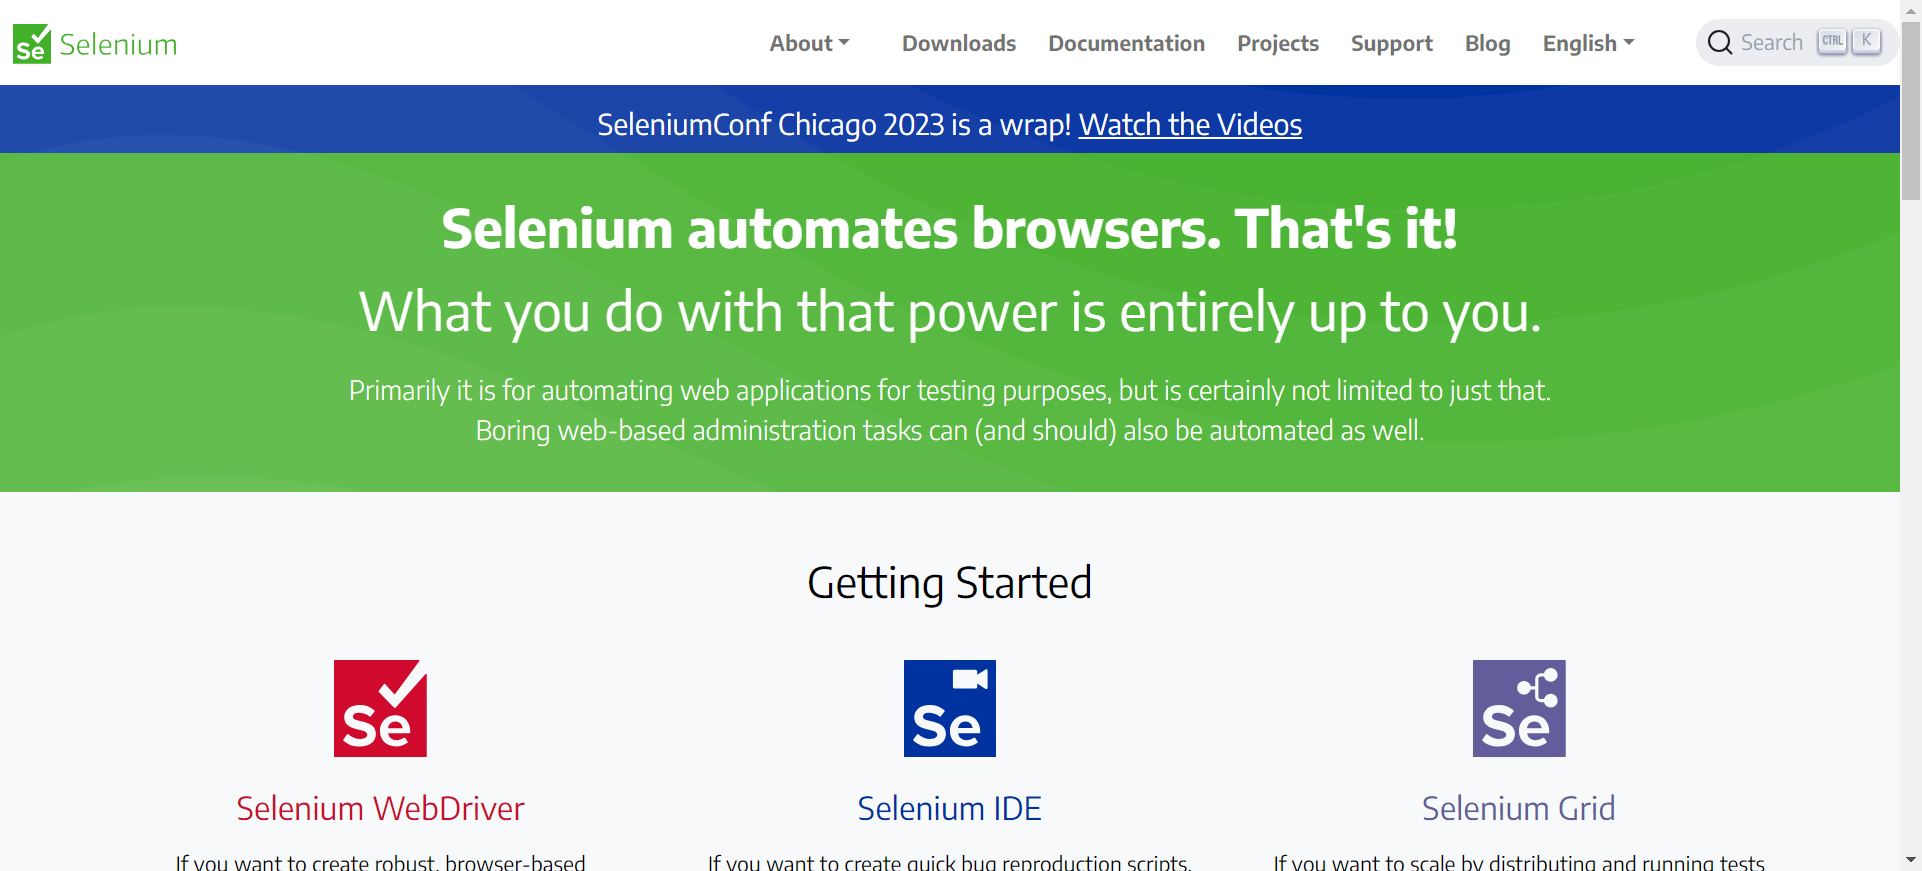 Se Selenium
About Downloads Documentation Projects Support Blog English Search CTRL K
SeleniumConf Chicago 2023 is a wrap! Watch the Videos
Selenium automates browsers. That's it!
What you do with that power is entirely up to you.
Primarily it is for automating web applications for testing purposes, but is certainly not limited to just that.
Boring web-based administration tasks can (and should) also be automated as well.
Getting Started
Se Se Se
Selenium WebDriver Selenium IDE Selenium Grid
If you want to create robust, browser-based If you want to create quick bug reproduction scripts, If you want to scale by distributing and running tests